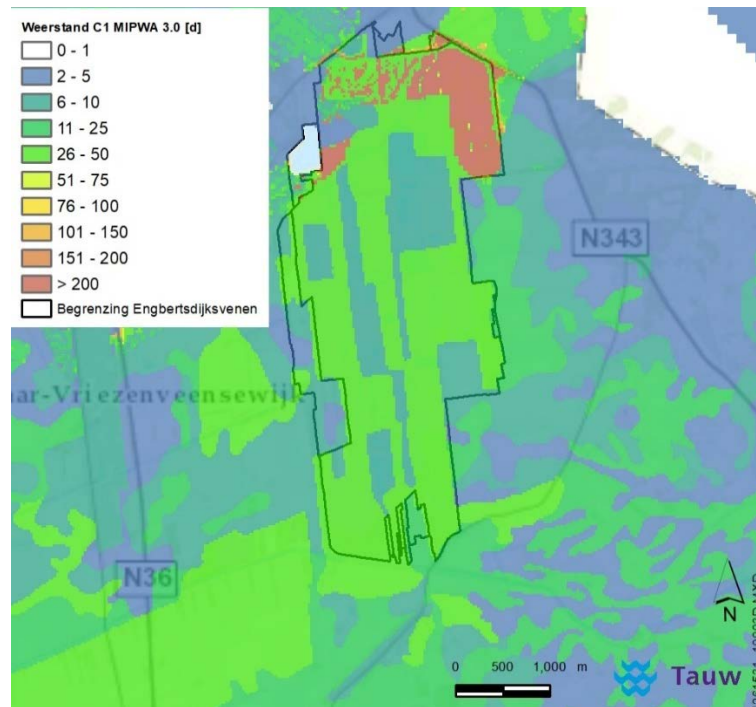 Weerstand C1 MIPWA 3.0 [d]
0 - 1
2 - 5
6 - 10
11 - 25
26 - 50
51 - 75
76 - 100
101 - 150
151 - 200
> 200
Begrenzing Engbertsdijksvenen
N343
aar-Vriezenveensewijk
N36
N
0 500 1,000 m
Tauw